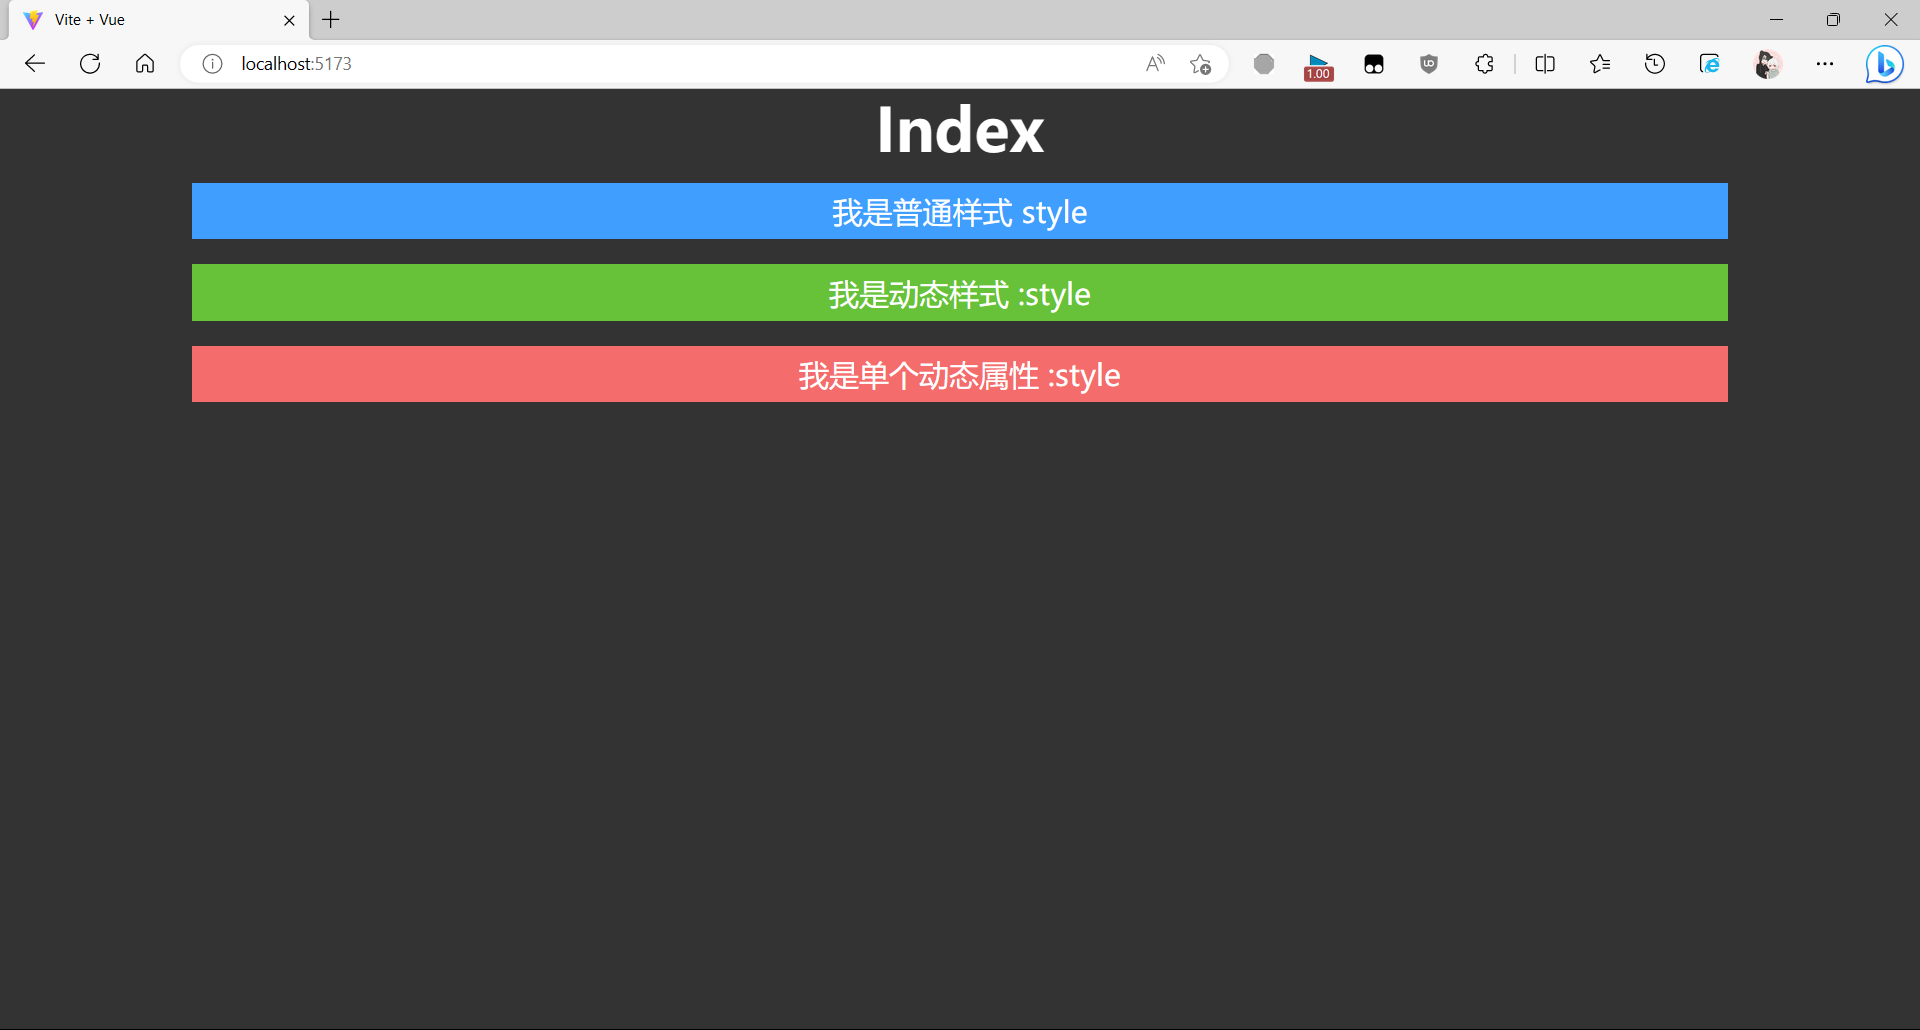 Vite + Vue
localhost:5173
1.00
Index
我是普通样式 style
我是动态样式 :style
我是单个动态属性 :style